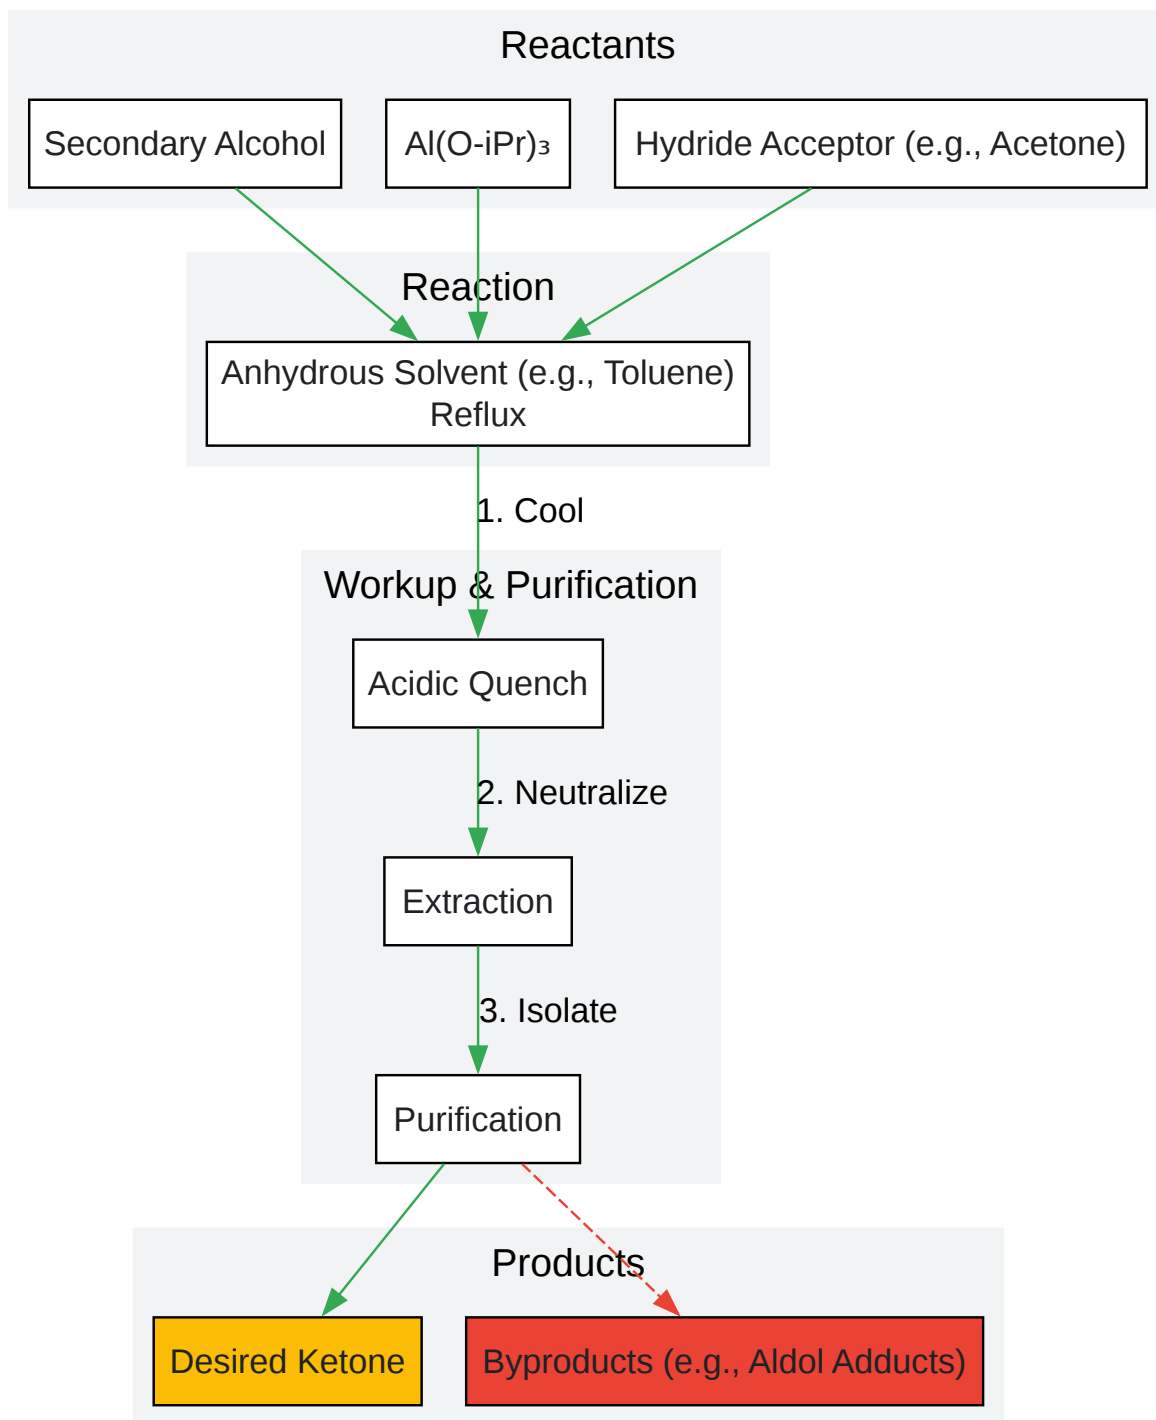 Reactants
Secondary Alcohol
Al(O-iPr)₃
Hydride Acceptor (e.g., Acetone)
Reaction
Anhydrous Solvent (e.g., Toluene)
Reflux
1. Cool
Workup & Purification
Acidic Quench
2. Neutralize
Extraction
3. Isolate
Purification
Products
Desired Ketone
Byproducts (e.g., Aldol Adducts)